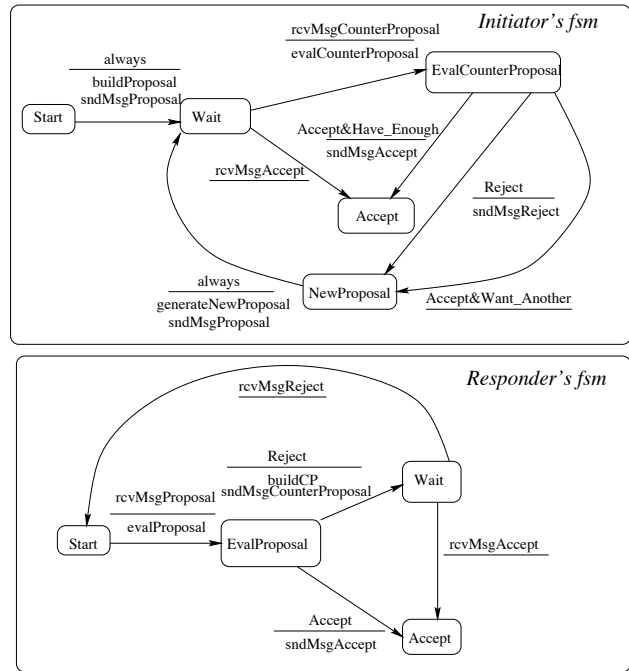 Initiator's fsm
rcvMsgCounterProposal
evalCounterProposal
always
buildProposal
sndMsgProposal
EvalCounterProposal
Start
Wait
Accept&Have_Enough
sndMsgAccept
rcvMsgAccept
Reject
sndMsgReject
Accept
always
generateNewProposal
sndMsgProposal
NewProposal
Accept&Want_Another
Responder's fsm
rcvMsgReject
Reject
buildCP
sndMsgCounterProposal
Wait
rcvMsgProposal
evalProposal
Start
EvalProposal
rcvMsgAccept
Accept
sndMsgAccept
Accept